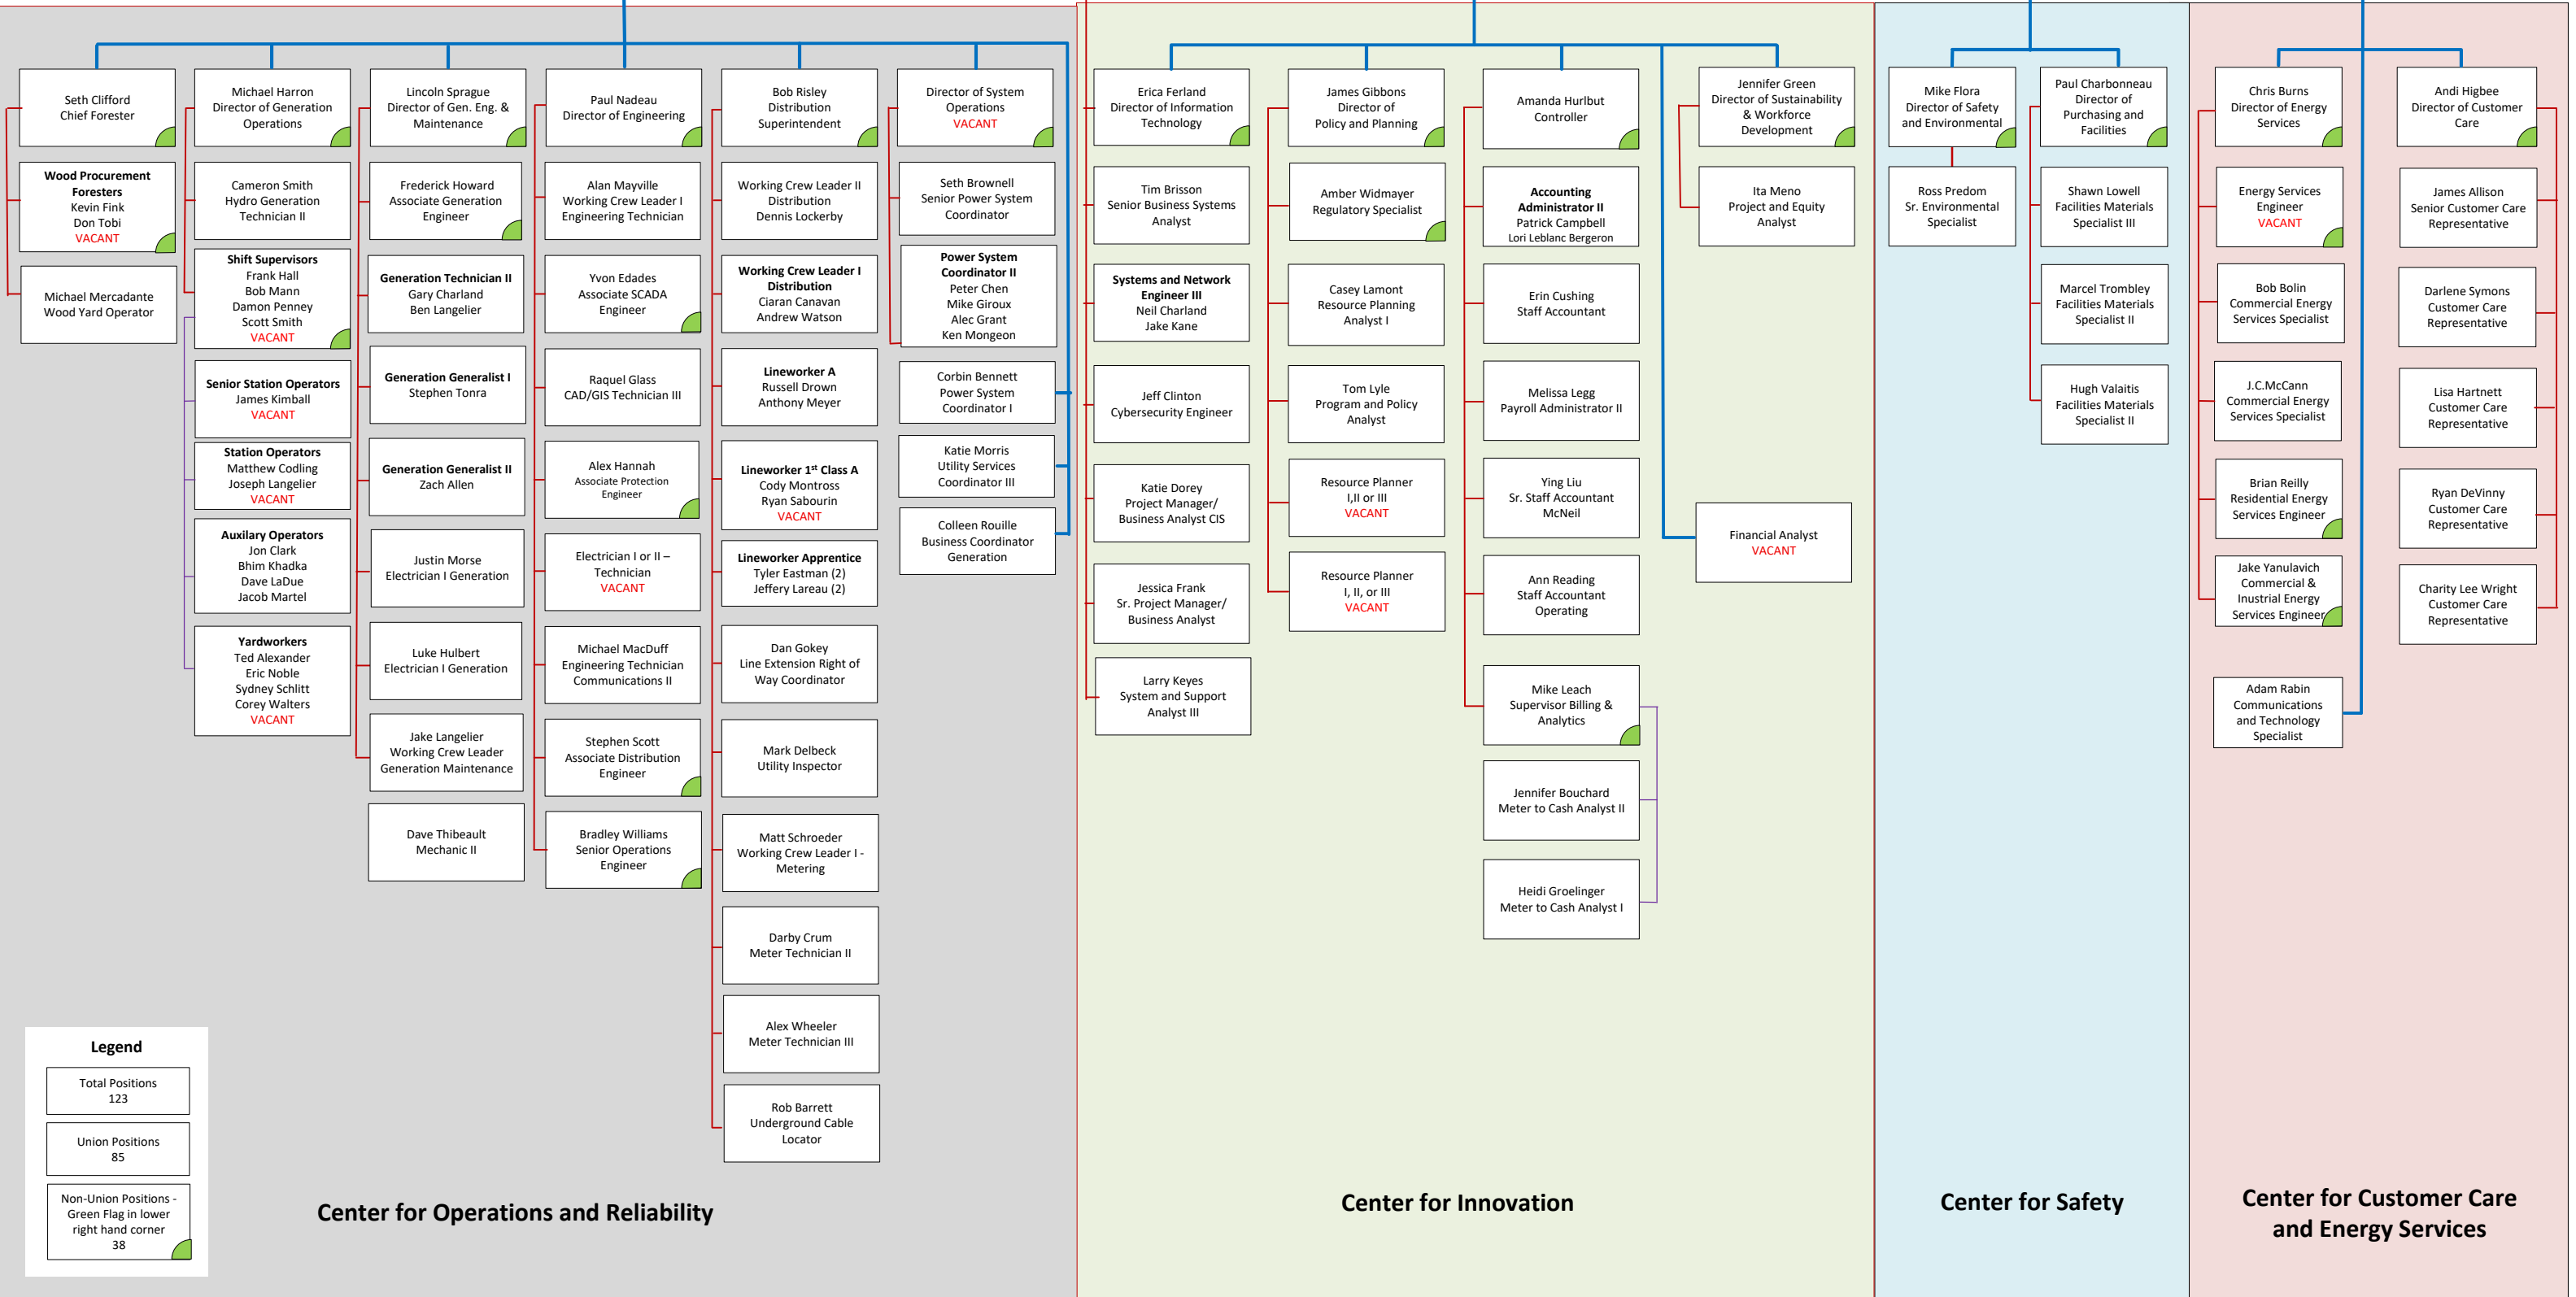 Seth Clifford
Chief Forester
Wood Procurement
Foresters
Kevin Fink
Don Tobi
VACANT
Michael Mercadante
Wood Yard Operator
Michael Harron
Director of Generation
Operations
Cameron Smith
Hydro Generation
Technician II
Shift Supervisors
Frank Hall
Bob Mann
Damon Penney
Scott Smith
VACANT
Senior Station Operators
James Kimball
VACANT
Station Operators
Matthew Codling
Joseph Langelier
VACANT
Auxilary Operators
Jon Clark
Bhim Khadka
Dave LaDue
Jacob Martel
Yardworkers
Ted Alexander
Eric Noble
Sydney Schlitt
Corey Walters
VACANT
Lincoln Sprague
Director of Gen. Eng. &
Maintenance
Frederick Howard
Associate Generation
Engineer
Generation Technician II
Gary Charland
Ben Langelier
Generation Generalist I
Stephen Tonra
Generation Generalist II
Zach Allen
Justin Morse
Electrician I Generation
Luke Hulbert
Electrician I Generation
Jake Langelier
Working Crew Leader
Generation Maintenance
Dave Thibeault
Mechanic II
Paul Nadeau
Director of Engineering
Alan Mayville
Working Crew Leader I
Engineering Technician
Yvon Edades
Associate SCADA
Engineer
Raquel Glass
CAD/GIS Technician III
Alex Hannah
Associate Protection
Engineer
Electrician I or II –
Technician
VACANT
Michael MacDuff
Engineering Technician
Communications II
Stephen Scott
Associate Distribution
Engineer
Bradley Williams
Senior Operations
Engineer
Bob Risley
Distribution
Superintendent
Working Crew Leader II
Distribution
Dennis Lockerby
Working Crew Leader I
Distribution
Ciaran Canavan
Andrew Watson
Lineworker A
Russell Drown
Anthony Meyer
Lineworker 1st Class A
Cody Montross
Ryan Sabourin
VACANT
Lineworker Apprentice
Tyler Eastman (2)
Jeffery Lareau (2)
Dan Gokey
Line Extension Right of
Way Coordinator
Mark Delbeck
Utility Inspector
Matt Schroeder
Working Crew Leader I -
Metering
Darby Crum
Meter Technician II
Alex Wheeler
Meter Technician III
Rob Barrett
Underground Cable
Locator
Director of System
Operations
VACANT
Seth Brownell
Senior Power System
Coordinator
Power System
Coordinator II
Peter Chen
Mike Giroux
Alec Grant
Ken Mongeon
Corbin Bennett
Power System
Coordinator I
Katie Morris
Utility Services
Coordinator III
Colleen Rouille
Business Coordinator
Generation
Legend
Total Positions
123
Union Positions
85
Non-Union Positions -
Green Flag in lower
right hand corner
38
Center for Operations and Reliability
Erica Ferland
Director of Information
Technology
Tim Brisson
Senior Business Systems
Analyst
Systems and Network
Engineer III
Neil Charland
Jake Kane
Jeff Clinton
Cybersecurity Engineer
Katie Dorey
Project Manager/
Business Analyst CIS
Jessica Frank
Sr. Project Manager/
Business Analyst
Larry Keyes
System and Support
Analyst III
James Gibbons
Director of
Policy and Planning
Amber Widmayer
Regulatory Specialist
Casey Lamont
Resource Planning
Analyst I
Tom Lyle
Program and Policy
Analyst
Resource Planner
I,II or III
VACANT
Resource Planner
I, II, or III
VACANT
Amanda Hurlbut
Controller
Accounting
Administrator II
Patrick Campbell
Lori Leblanc Bergeron
Erin Cushing
Staff Accountant
Melissa Legg
Payroll Administrator II
Ying Liu
Sr. Staff Accountant
McNeil
Ann Reading
Staff Accountant
Operating
Mike Leach
Supervisor Billing &
Analytics
Jennifer Bouchard
Meter to Cash Analyst II
Heidi Groelinger
Meter to Cash Analyst I
Jennifer Green
Director of Sustainability
& Workforce
Development
Ita Meno
Project and Equity
Analyst
Financial Analyst
VACANT
Center for Innovation
Mike Flora
Director of Safety
and Environmental
Ross Predom
Sr. Environmental
Specialist
Paul Charbonneau
Director of
Purchasing and
Facilities
Shawn Lowell
Facilities Materials
Specialist III
Marcel Trombley
Facilities Materials
Specialist II
Hugh Valaitis
Facilities Materials
Specialist II
Center for Safety
Chris Burns
Director of Energy
Services
Energy Services
Engineer
VACANT
Bob Bolin
Commercial Energy
Services Specialist
J.C.McCann
Commercial Energy
Services Specialist
Brian Reilly
Residential Energy
Services Engineer
Jake Yanulavich
Commercial &
Inustrial Energy
Services Engineer
Adam Rabin
Communications
and Technology
Specialist
Andi Higbee
Director of Customer
Care
James Allison
Senior Customer Care
Representative
Darlene Symons
Customer Care
Representative
Lisa Hartnett
Customer Care
Representative
Ryan DeVinny
Customer Care
Representative
Charity Lee Wright
Customer Care
Representative
Center for Customer Care
and Energy Services